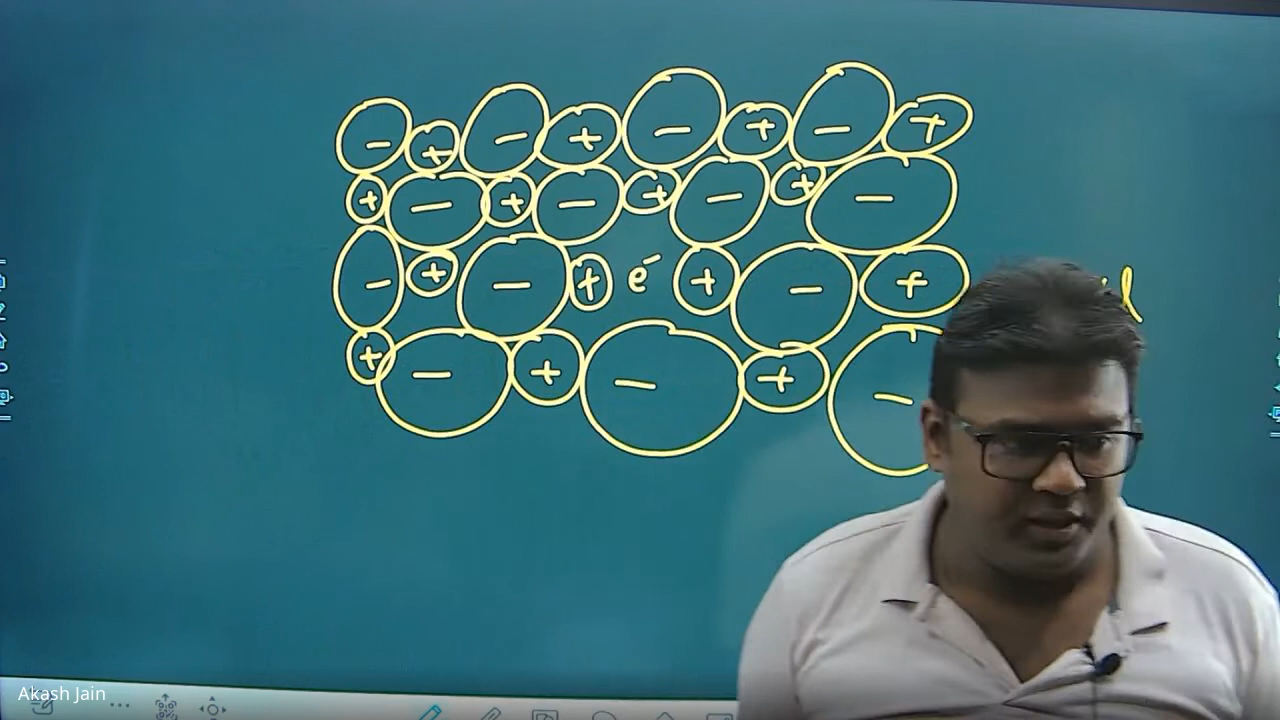 − + − + − + − +
+ − + − + − + −
− + − + e⁻ + − +
+ − + − + −
Akash Jain